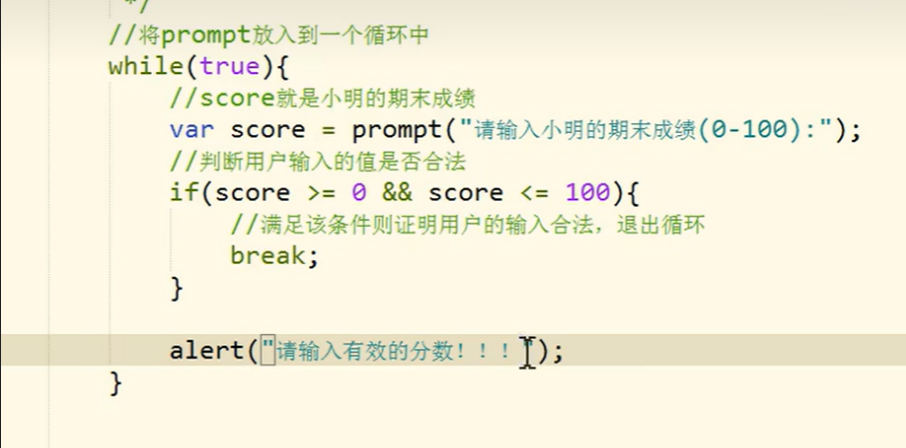 */
//将prompt放入到一个循环中
while(true){
//score就是小明的期末成绩
var score = prompt("请输入小明的期末成绩(0-100):");
//判断用户输入的值是否合法
if(score >= 0 && score <= 100){
//满足该条件则证明用户的输入合法，退出循环
break;
}
alert("请输入有效的分数！！！");
}